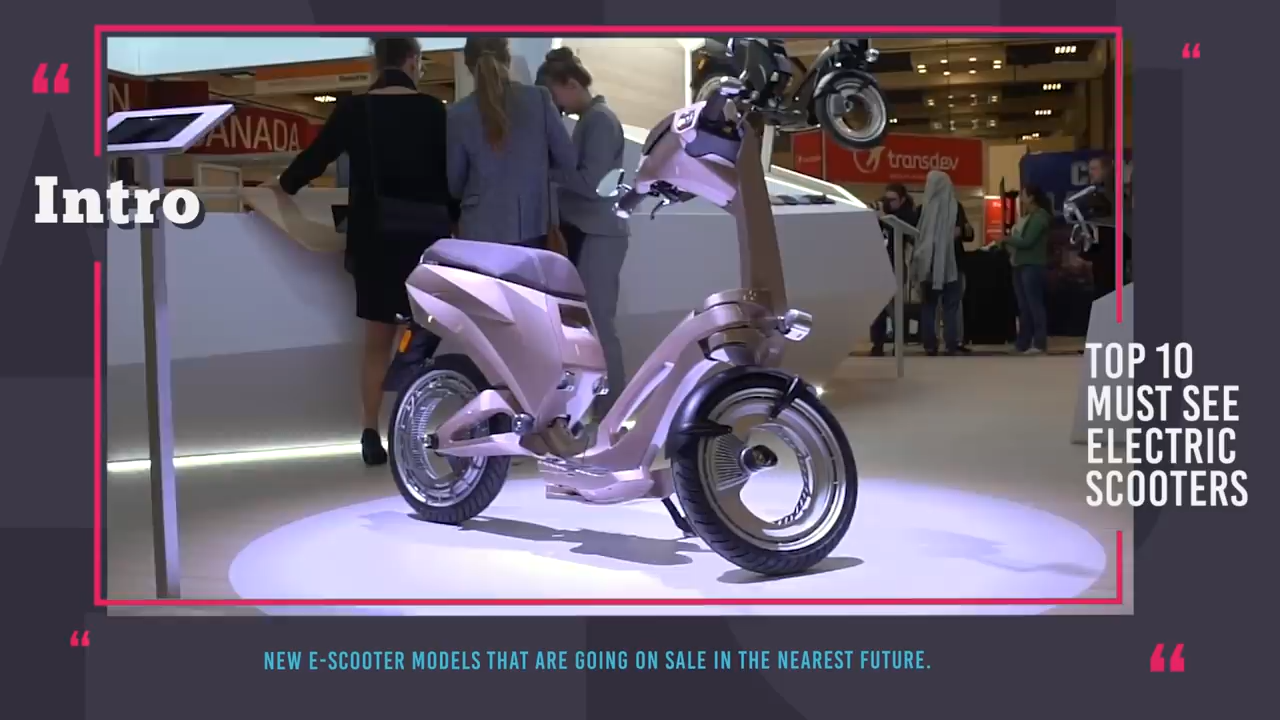 N
CANADA
transdev
Intro
TOP 10
MUST SEE
ELECTRIC
SCOOTERS
NEW E-SCOOTER MODELS THAT ARE GOING ON SALE IN THE NEAREST FUTURE.